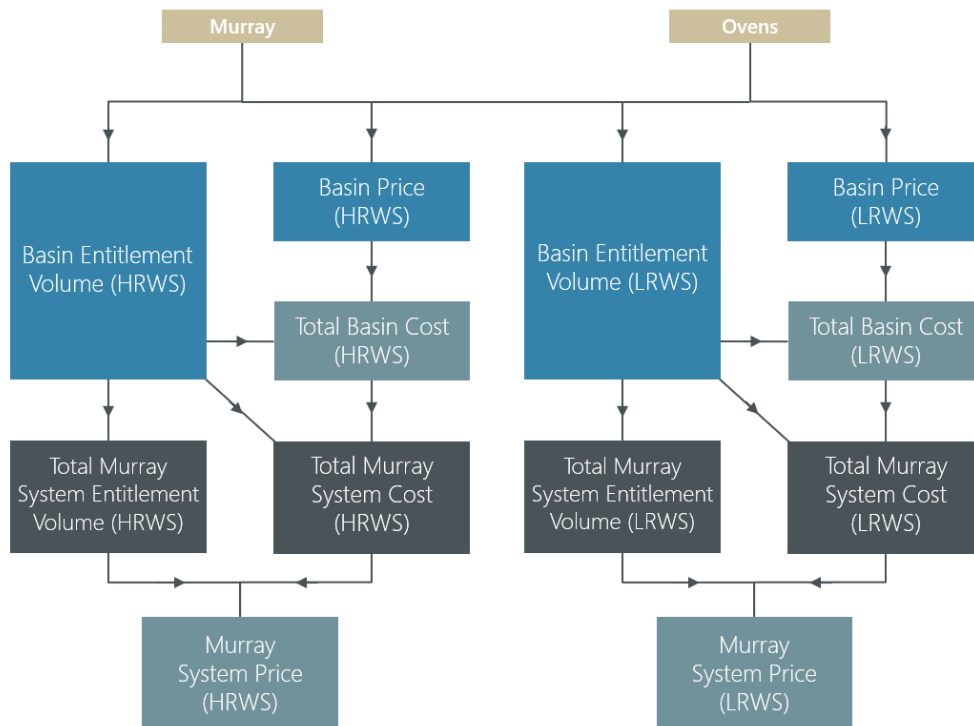 Murray
Ovens
Basin Entitlement
Volume (HRWS)
Basin Price
(HRWS)
Basin Entitlement
Volume (LRWS)
Basin Price
(LRWS)
Total Basin Cost
(HRWS)
Total Basin Cost
(LRWS)
Total Murray
System Entitlement
Volume (HRWS)
Total Murray
System Cost
(HRWS)
Total Murray
System Entitlement
Volume (LRWS)
Total Murray
System Cost
(LRWS)
Murray
System Price
(HRWS)
Murray
System Price
(LRWS)